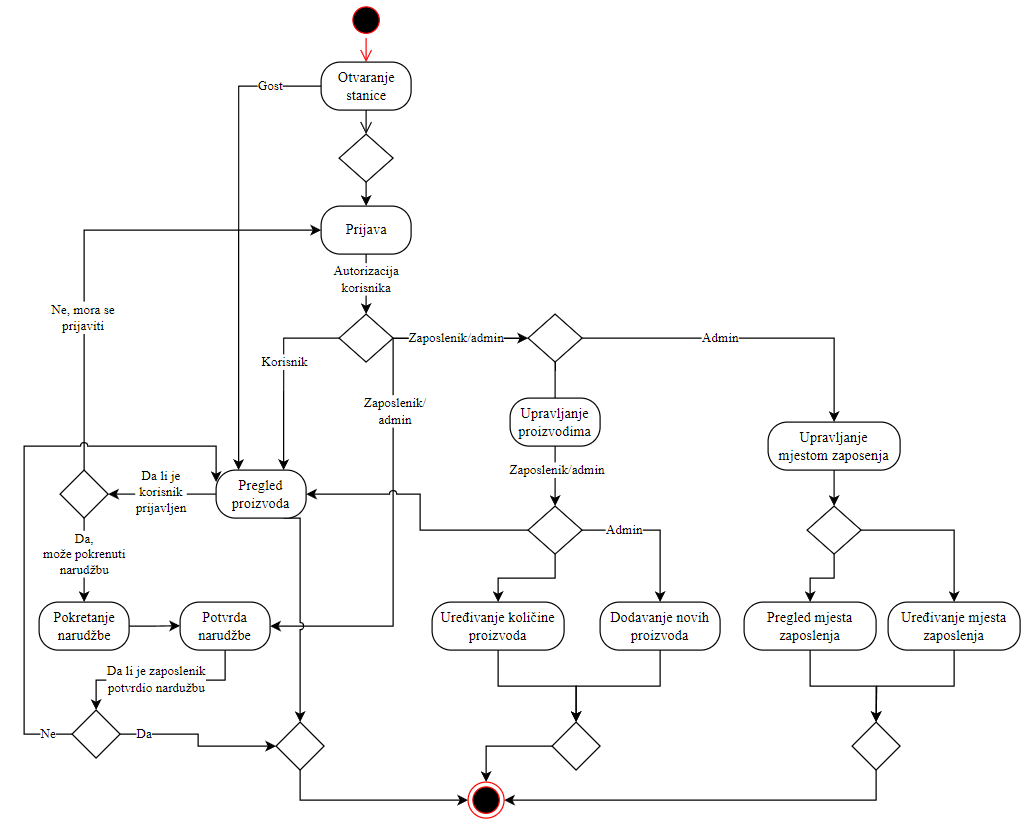 Otvaranje
stanice
Gost
Prijava
Autorizacija
korisnika
Ne, mora se
prijaviti
Zaposlenik/admin
Admin
Korisnik
Zaposlenik/
admin
Upravljanje
proizvodima
Upravljanje
mjestom zaposenja
Zaposlenik/admin
Da li je
korisnik
prijavljen
Pregled
proizvoda
Admin
Da,
može pokrenuti
narudžbu
Pokretanje
narudžbe
Potvrda
narudžbe
Uređivanje količine
proizvoda
Dodavanje novih
proizvoda
Pregled mjesta
zaposlenja
Uređivanje mjesta
zaposlenja
Da li je zaposlenik
potvrdio nardužbu
Ne
Da